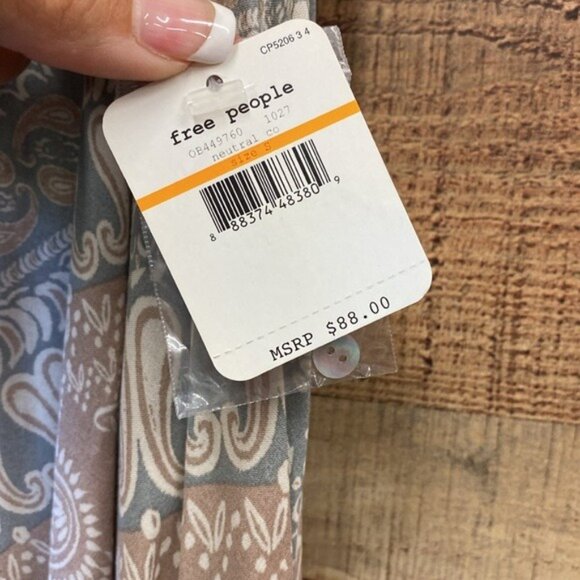 CP5206 3 4
free people
OB449760 1027
neutral co
size S
8 88374 48380 9
MSRP $88.00